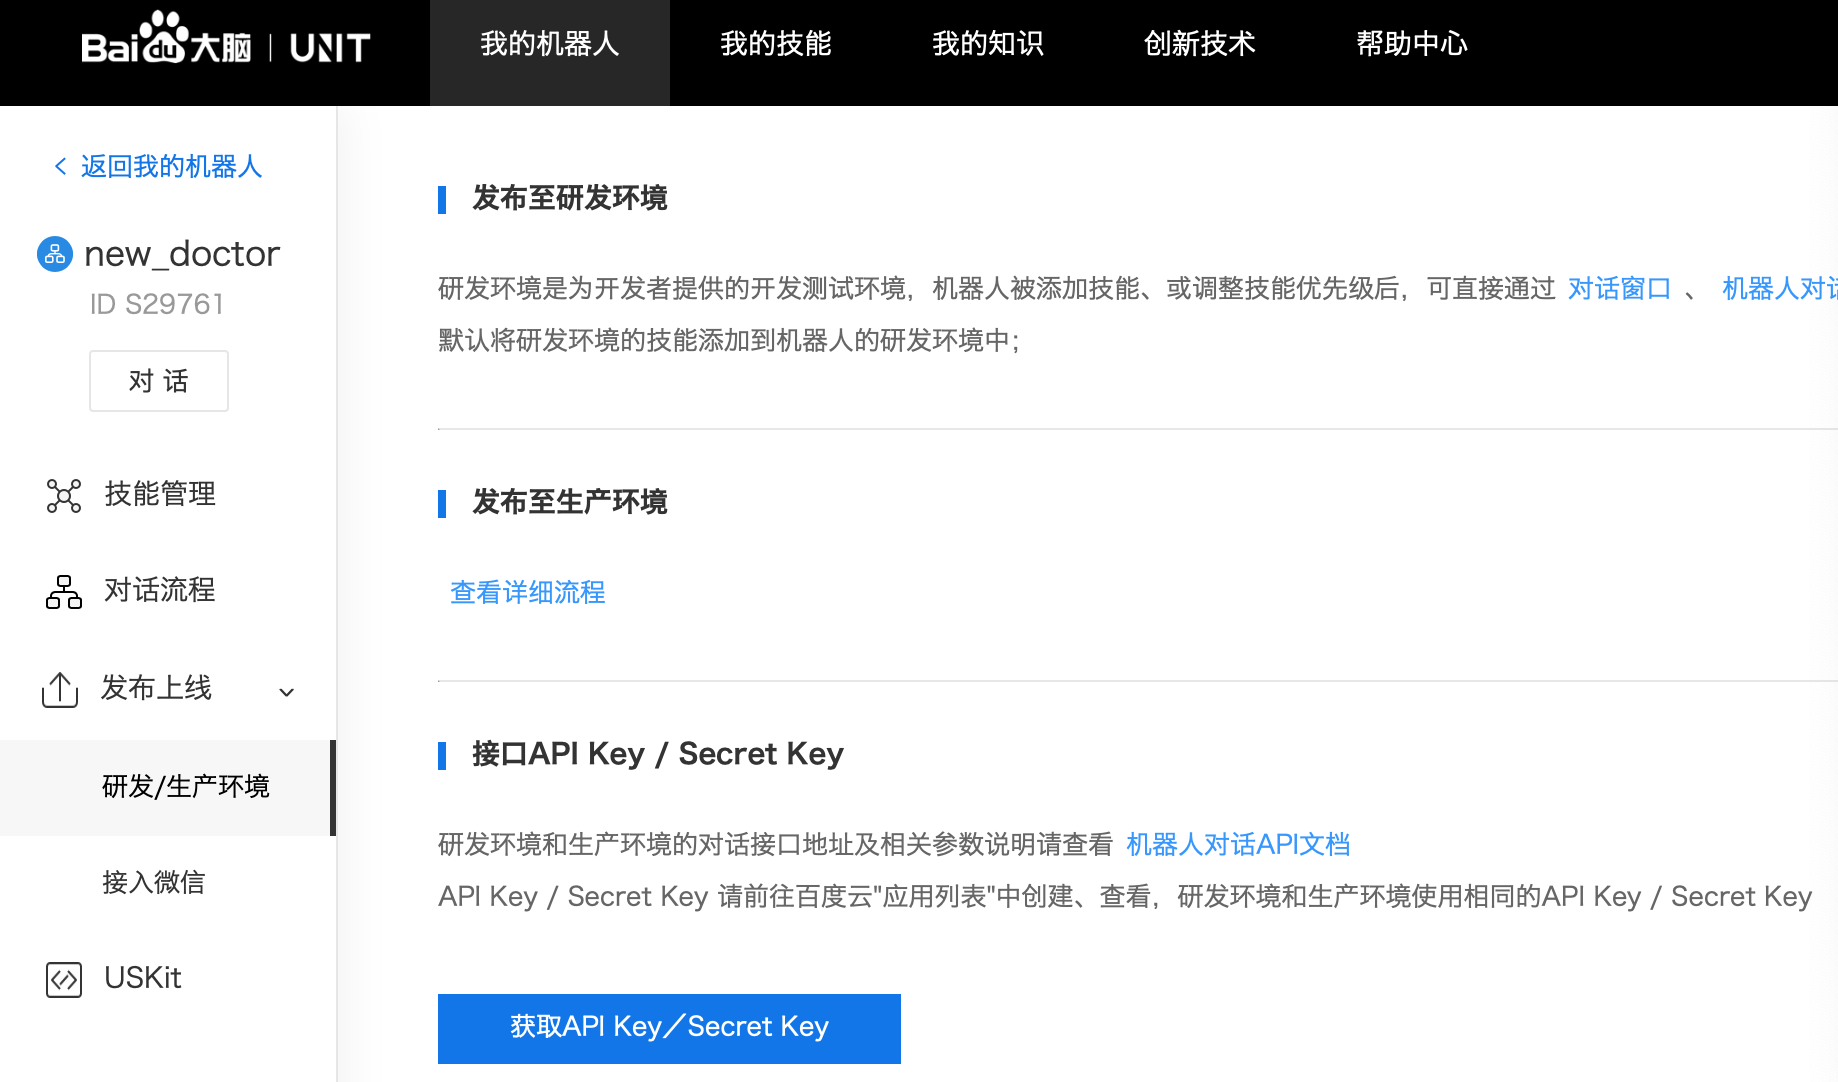 Bai du 大脑 | UNIT 我的机器人 我的技能 我的知识 创新技术 帮助中心
< 返回我的机器人
new_doctor
ID S29761
对 话
技能管理
对话流程
发布上线
研发/生产环境
接入微信
USKit
发布至研发环境
研发环境是为开发者提供的开发测试环境，机器人被添加技能、或调整技能优先级后，可直接通过 对话窗口 、 机器人对话
默认将研发环境的技能添加到机器人的研发环境中；
发布至生产环境
查看详细流程
接口API Key / Secret Key
研发环境和生产环境的对话接口地址及相关参数说明请查看 机器人对话API文档
API Key / Secret Key 请前往百度云"应用列表"中创建、查看，研发环境和生产环境使用相同的API Key / Secret Key
获取API Key／Secret Key